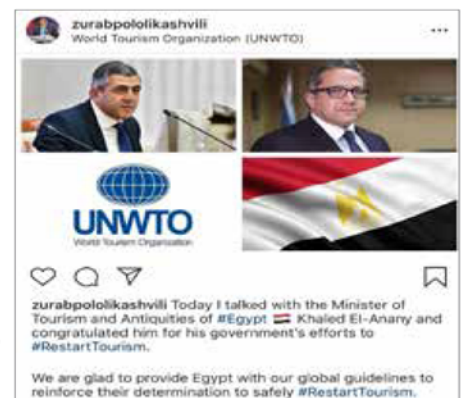 zurabpololikashvili
World Tourism Organization (UNWTO)
UNWTO
World Tourism Organization
zurabpololikashvili Today I talked with the Minister of
Tourism and Antiquities of #Egypt 🇪🇬 Khaled El-Anany and
congratulated him for his government's efforts to
#RestartTourism.
We are glad to provide Egypt with our global guidelines to
reinforce their determination to safely #RestartTourism.